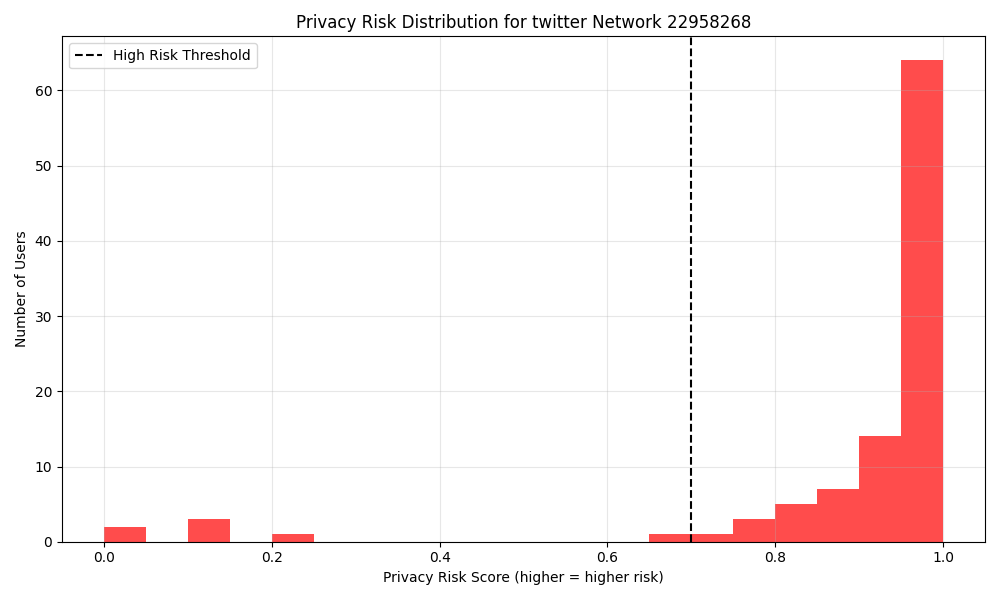 Privacy Risk Distribution for twitter Network 22958268
High Risk Threshold
Number of Users
60
50
40
30
20
10
0
0.0 0.2 0.4 0.6 0.8 1.0
Privacy Risk Score (higher = higher risk)